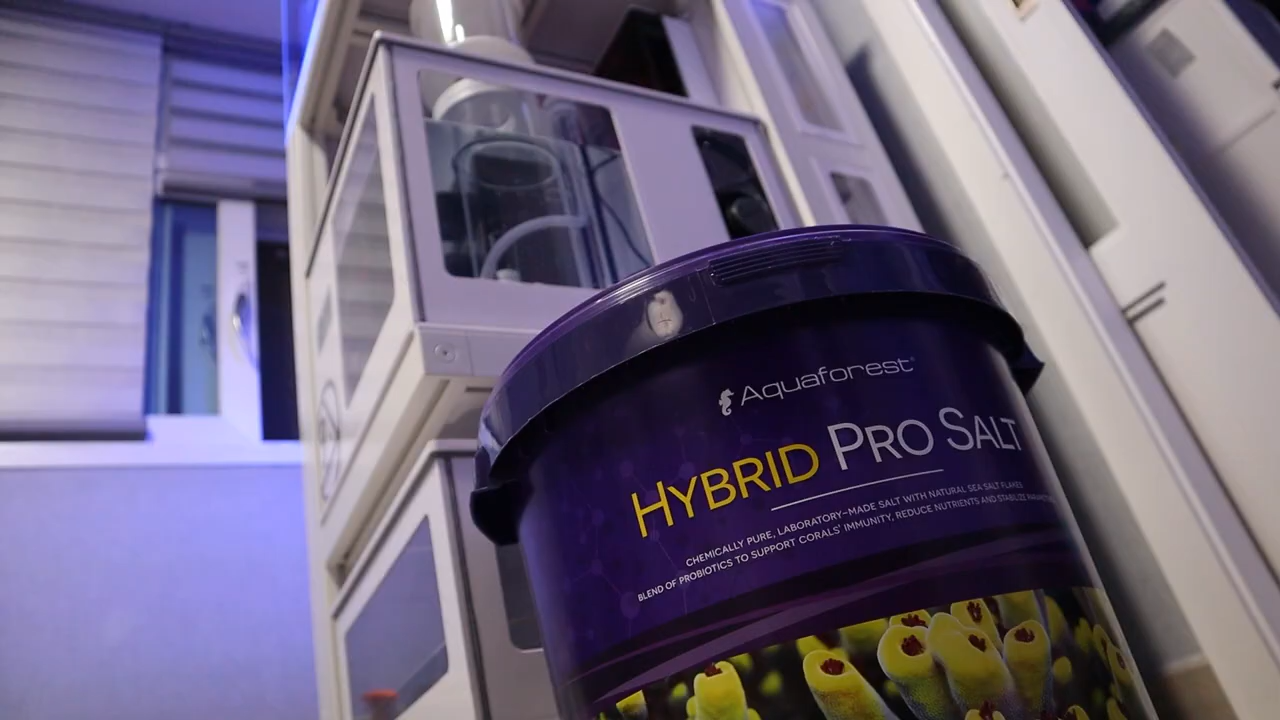 Aquaforest®
HYBRID PRO SALT
CHEMICALLY PURE, LABORATORY-MADE SALT WITH NATURAL SEA SALT FLAKES
BLEND OF PROBIOTICS TO SUPPORT CORALS' IMMUNITY, REDUCE NUTRIENTS AND STABILIZE